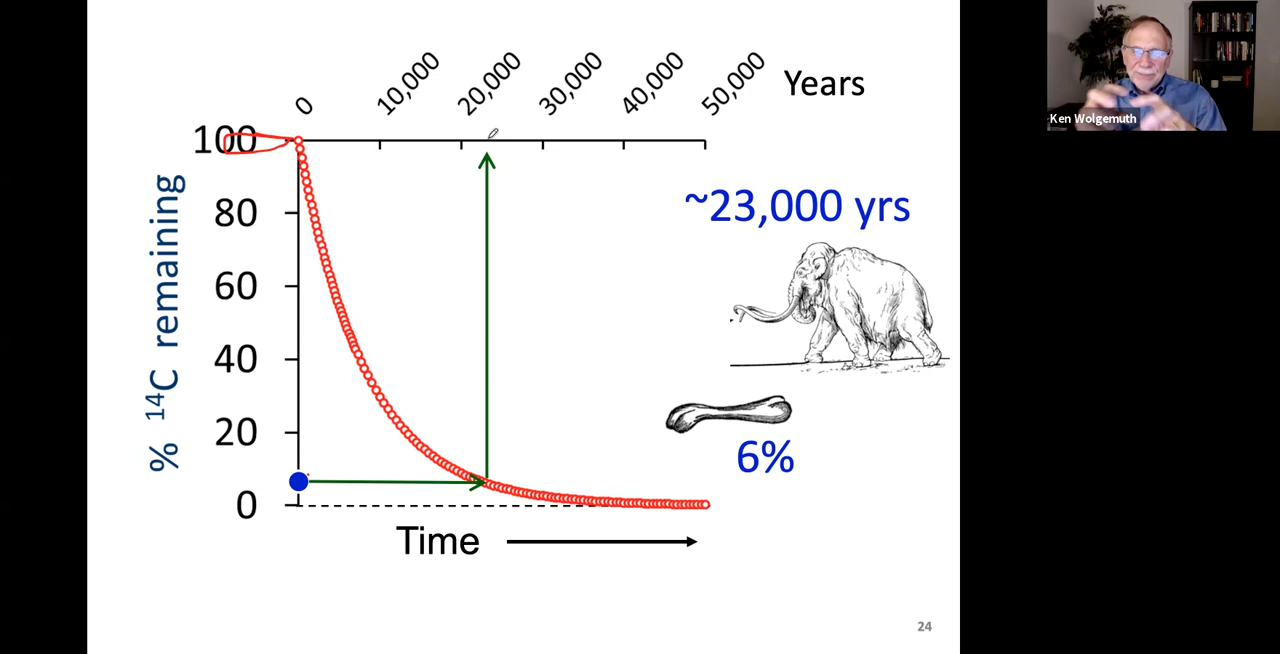 0
10,000
20,000
30,000
40,000
50,000
Years
100
80
60
40
20
0
% ¹⁴C remaining
~23,000 yrs
6%
Time
24
Ken Wolgemuth